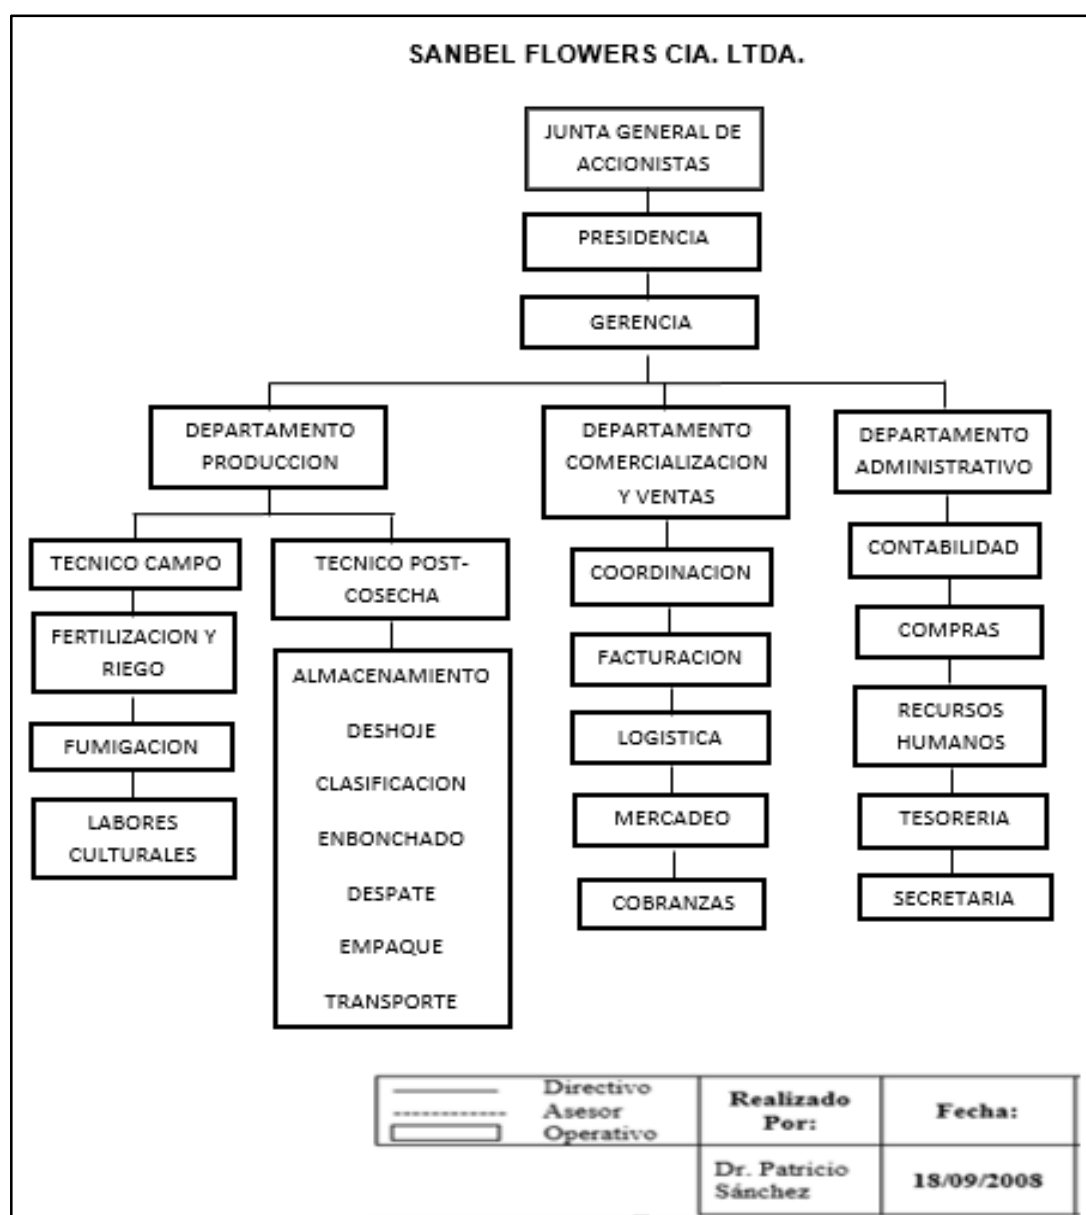 SANBEL FLOWERS CIA. LTDA.
JUNTA GENERAL DE
ACCIONISTAS
PRESIDENCIA
GERENCIA
DEPARTAMENTO
PRODUCCION
DEPARTAMENTO
COMERCIALIZACION
Y VENTAS
DEPARTAMENTO
ADMINISTRATIVO
TECNICO CAMPO
FERTILIZACION Y
RIEGO
FUMIGACION
LABORES
CULTURALES
TECNICO POST-
COSECHA
ALMACENAMIENTO
DESHOJE
CLASIFICACION
ENBONCHADO
DESPATE
EMPAQUE
TRANSPORTE
COORDINACION
FACTURACION
LOGISTICA
MERCADEO
COBRANZAS
CONTABILIDAD
COMPRAS
RECURSOS
HUMANOS
TESORERIA
SECRETARIA
Directivo
Asesor
Operativo
Realizado
Por:
Fecha:
Dr. Patricio
Sánchez
18/09/2008